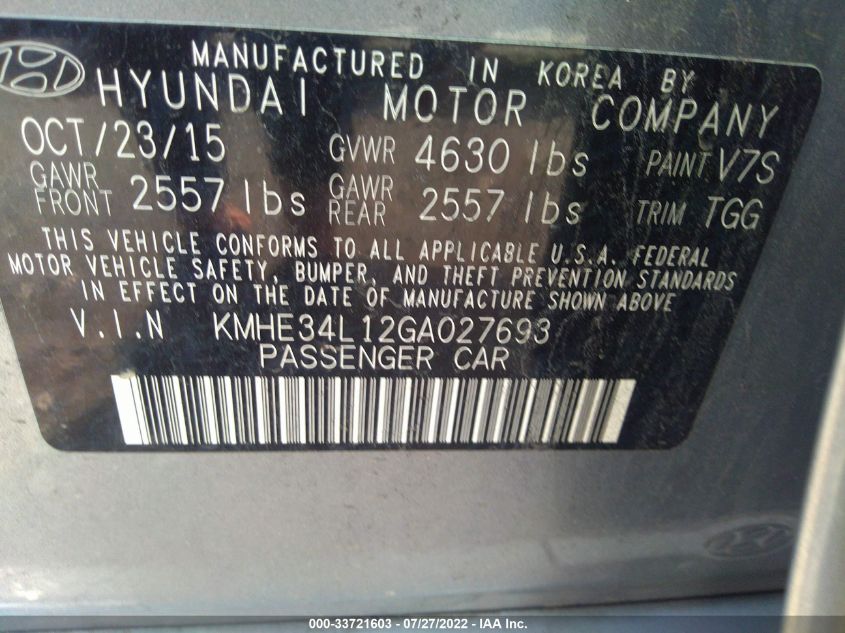 MANUFACTURED IN KOREA BY
HYUNDAI MOTOR COMPANY
OCT/23/15 GVWR 4630 lbs PAINT V7S
GAWR FRONT 2557 lbs GAWR REAR 2557 lbs TRIM TGG
THIS VEHICLE CONFORMS TO ALL APPLICABLE U.S.A. FEDERAL
MOTOR VEHICLE SAFETY, BUMPER, AND THEFT PREVENTION STANDARDS
IN EFFECT ON THE DATE OF MANUFACTURE SHOWN ABOVE
V.I.N KMHE34L12GA027693
PASSENGER CAR
000-33721603 / 07/27/2022 - IAA Inc.